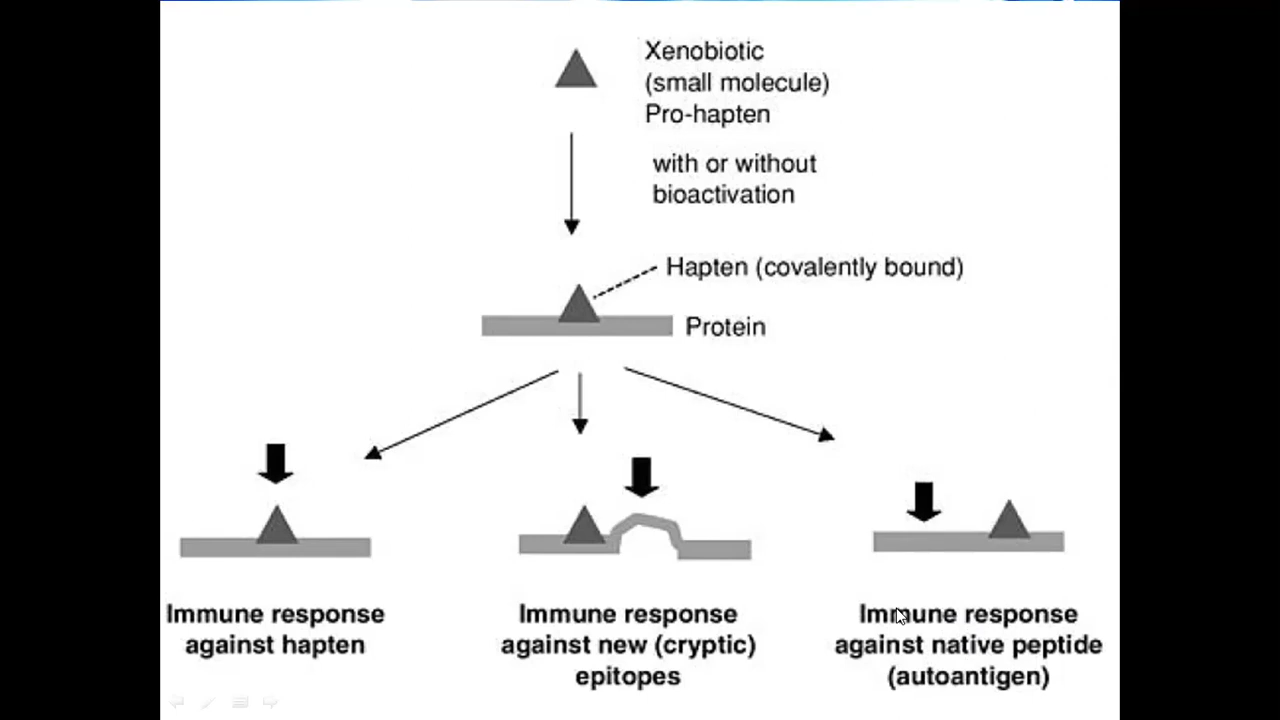 Xenobiotic
(small molecule)
Pro-hapten
with or without
bioactivation
Hapten (covalently bound)
Protein
Immune response
against hapten
Immune response
against new (cryptic)
epitopes
Immune response
against native peptide
(autoantigen)